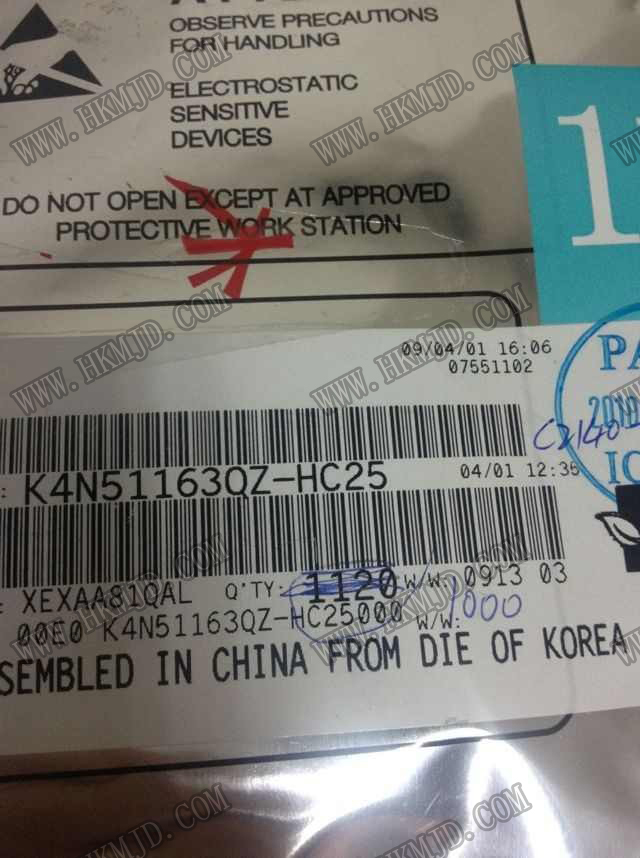 OBSERVE PRECAUTIONS
FOR HANDLING
ELECTROSTATIC
SENSITIVE
DEVICES
DO NOT OPEN EXCEPT AT APPROVED
PROTECTIVE WORK STATION
09/04/01 16:06
07551102
PA
: K4N51163QZ-HC25
04/01 12:36
: XEXAA81QAL Q'TY: 1120 W/W: 0913 03
00E0 K4N51163QZ-HC25000 W/W: 1000
SEMBLED IN CHINA FROM DIE OF KOREA
WWW.HKMJD.COM